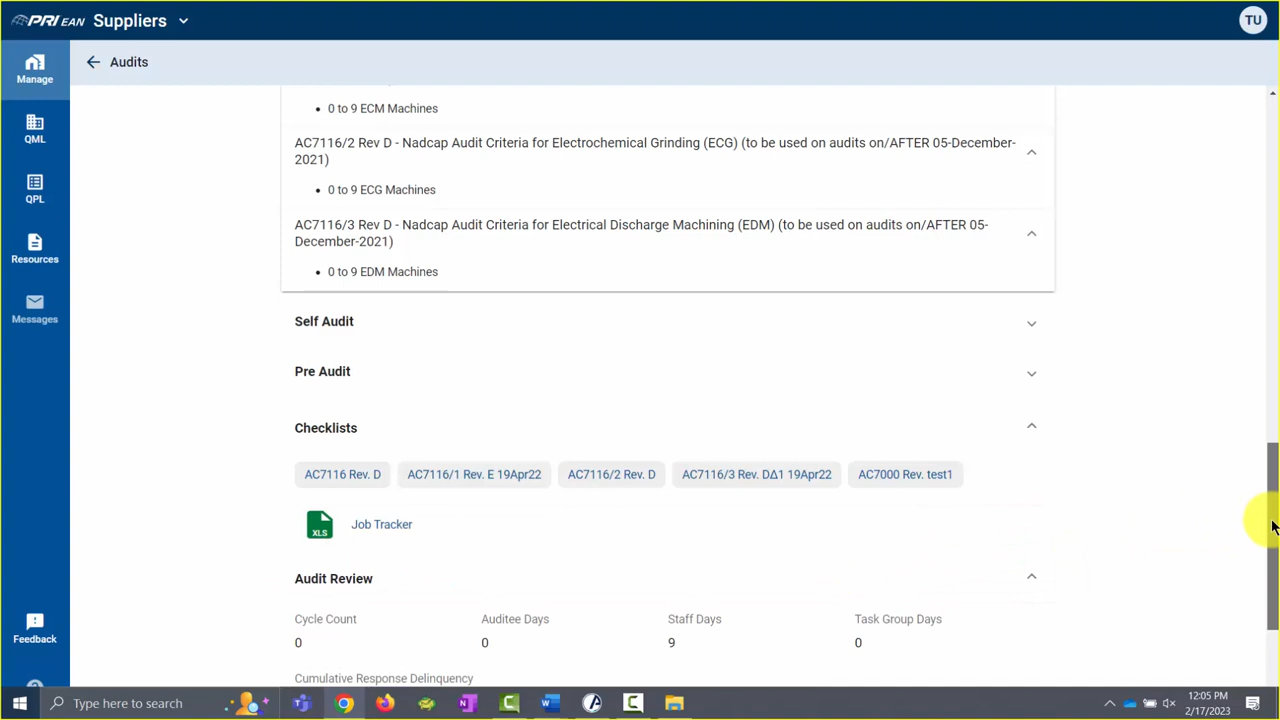 PRI EAN Suppliers
TU
Manage
Audits
0 to 9 ECM Machines
QML
AC7116/2 Rev D - Nadcap Audit Criteria for Electrochemical Grinding (ECG) (to be used on audits on/AFTER 05-December-
2021)
0 to 9 ECG Machines
QPL
AC7116/3 Rev D - Nadcap Audit Criteria for Electrical Discharge Machining (EDM) (to be used on audits on/AFTER 05-
December-2021)
Resources
0 to 9 EDM Machines
Messages
Self Audit
Pre Audit
Checklists
AC7116 Rev. D AC7116/1 Rev. E 19Apr22 AC7116/2 Rev. D AC7116/3 Rev. DΔ1 19Apr22 AC7000 Rev. test1
XLS Job Tracker
Audit Review
Cycle Count Auditee Days Staff Days Task Group Days
0 0 9 0
Feedback
Cumulative Response Delinquency
Type here to search
12:05 PM
2/17/2023